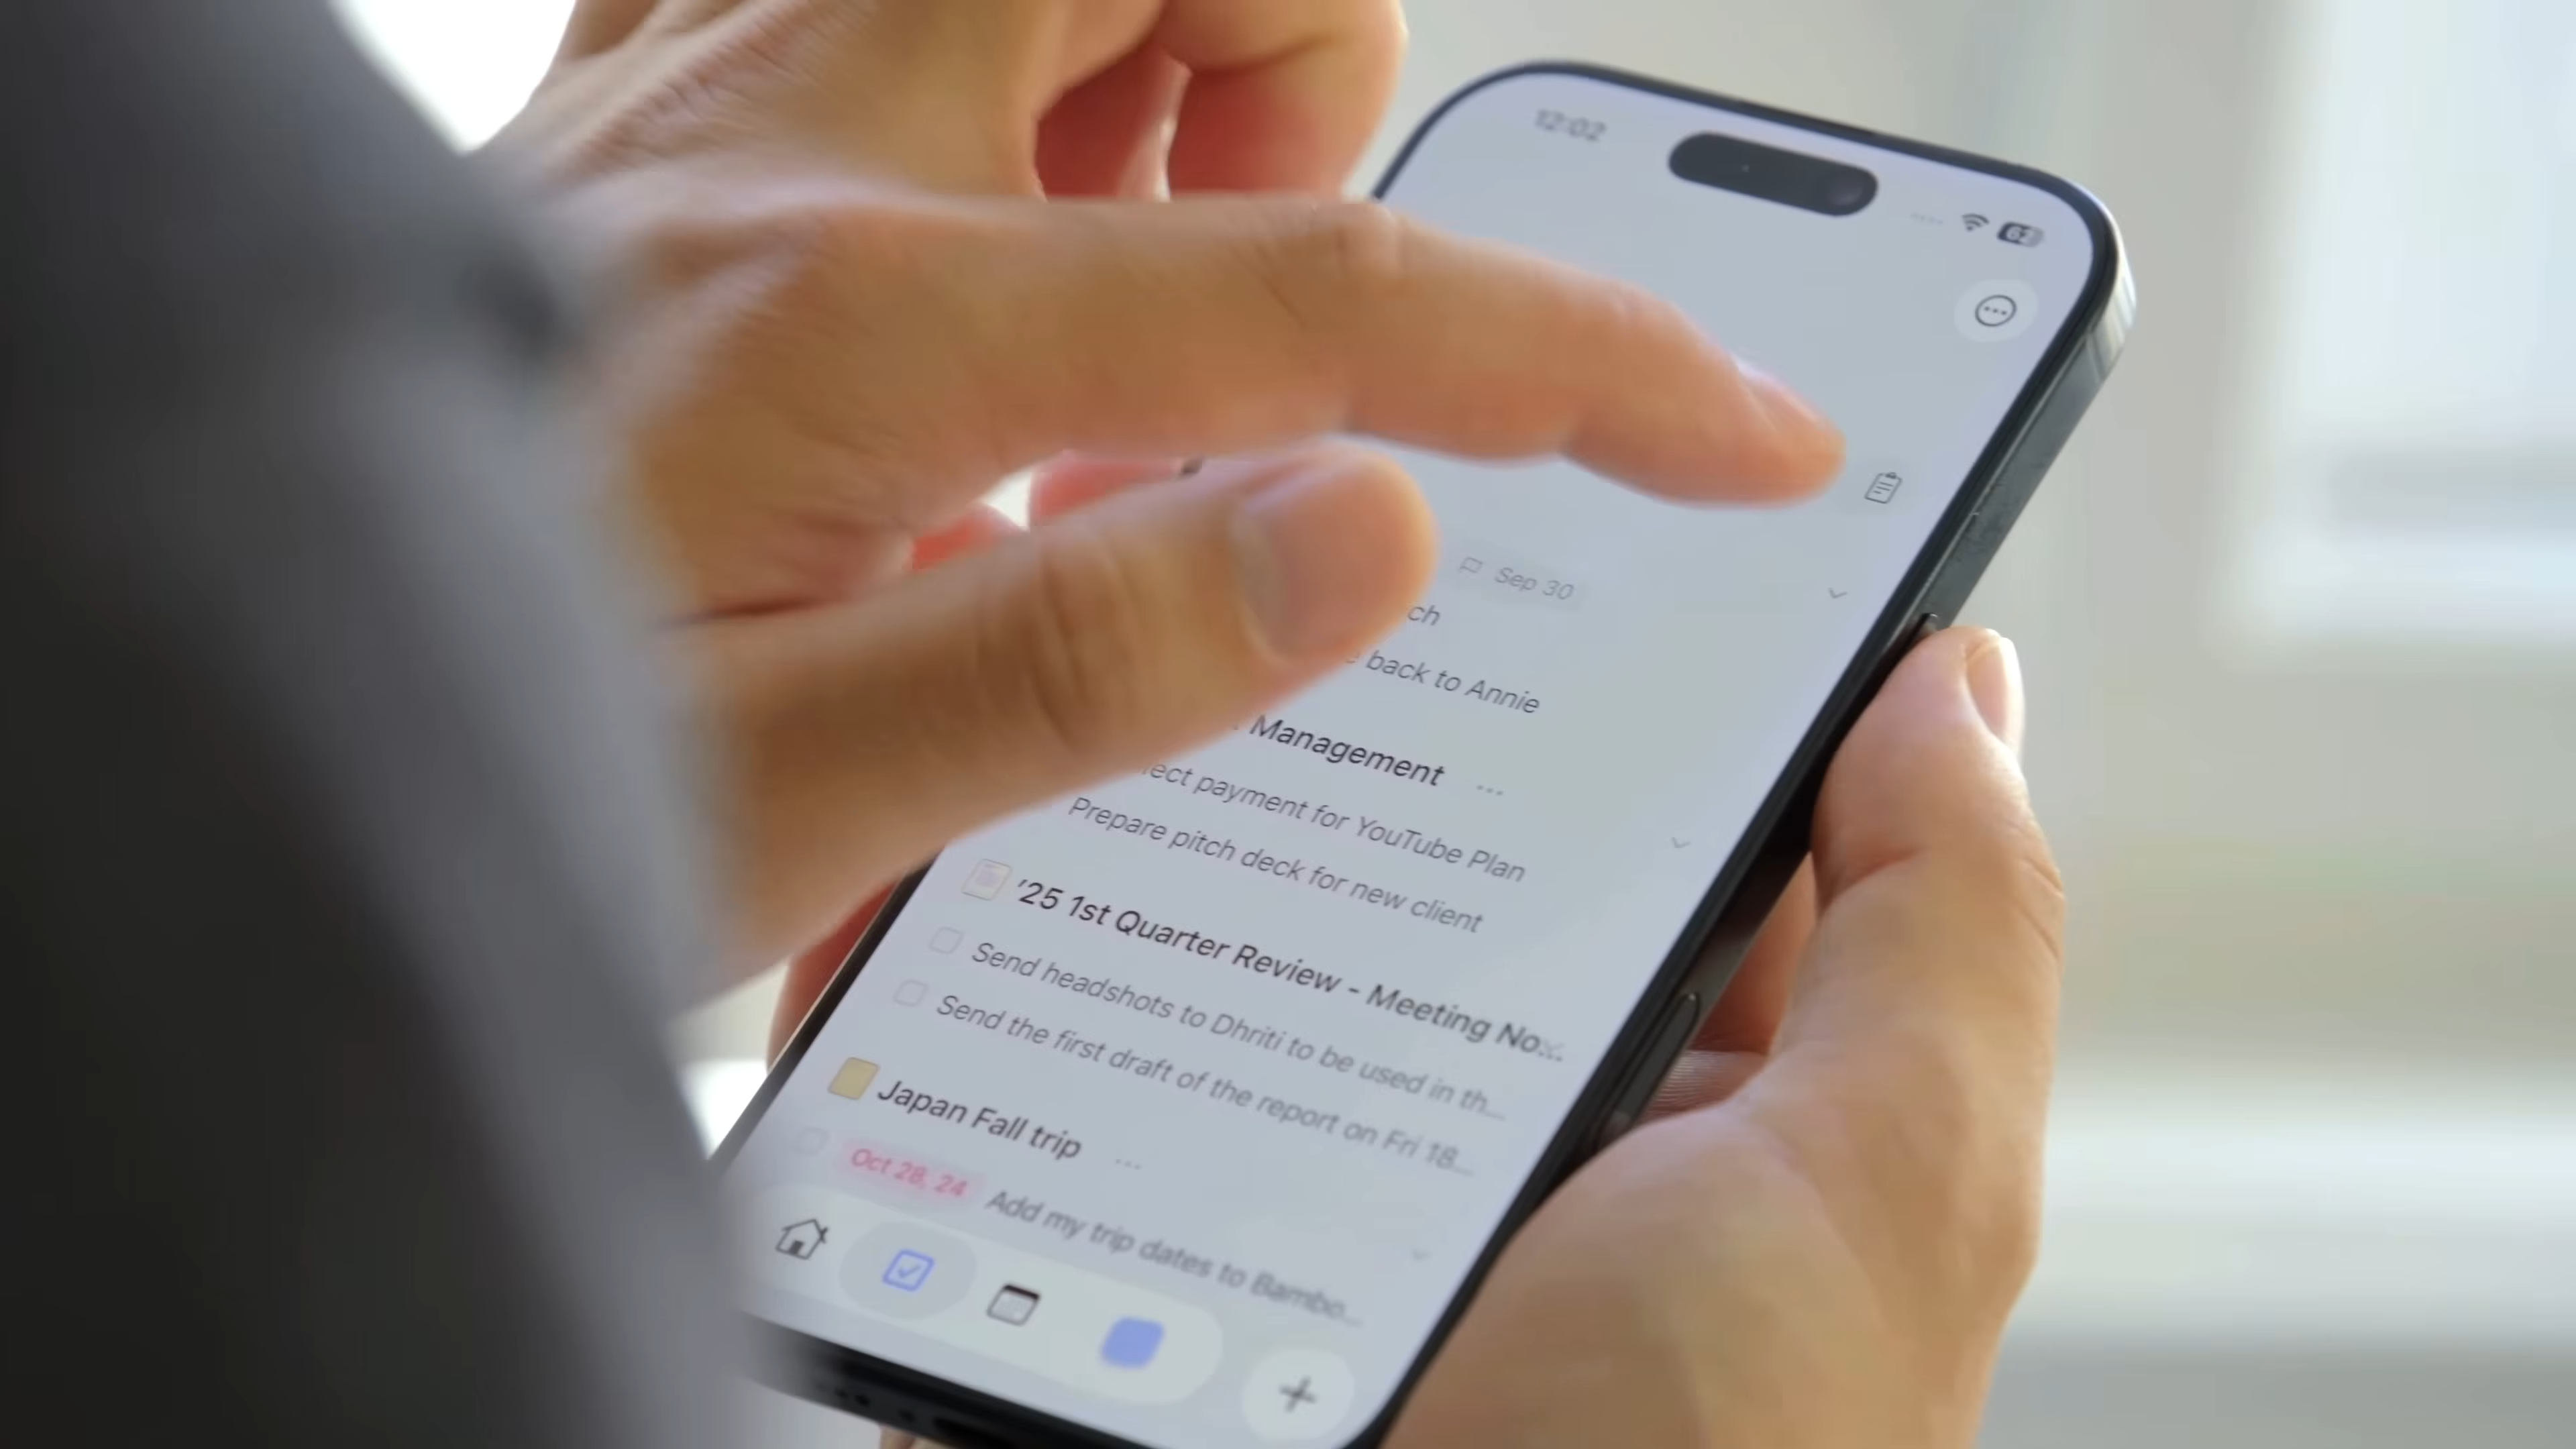 12:02
62
Sep 30
ch
back to Annie
Management ...
ect payment for YouTube Plan
Prepare pitch deck for new client
'25 1st Quarter Review - Meeting No...
Send headshots to Dhriti to be used in th...
Send the first draft of the report on Fri 18...
Japan Fall trip ...
Oct 28, 24 Add my trip dates to Bambo...